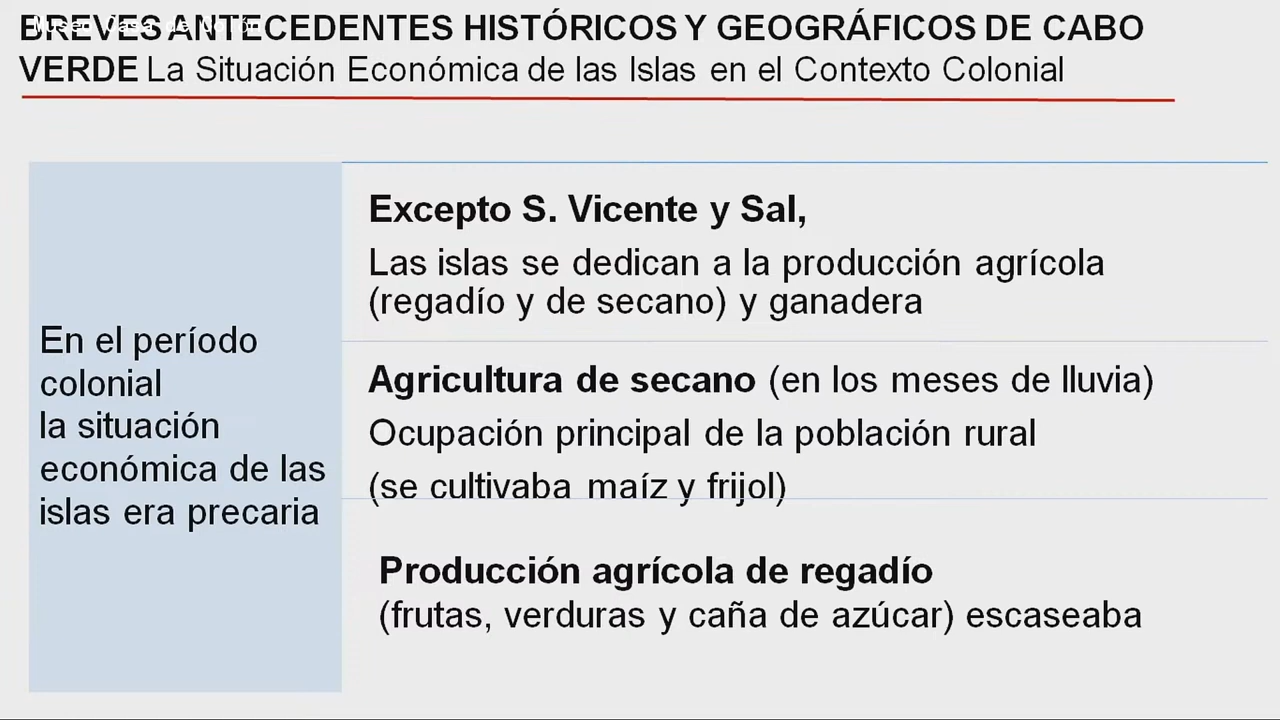 BREVES ANTECEDENTES HISTÓRICOS Y GEOGRÁFICOS DE CABO
VERDE La Situación Económica de las Islas en el Contexto Colonial
En el período
colonial
la situación
económica de las
islas era precaria
Excepto S. Vicente y Sal,
Las islas se dedican a la producción agrícola
(regadío y de secano) y ganadera
Agricultura de secano (en los meses de lluvia)
Ocupación principal de la población rural
(se cultivaba maíz y frijol)
Producción agrícola de regadío
(frutas, verduras y caña de azúcar) escaseaba